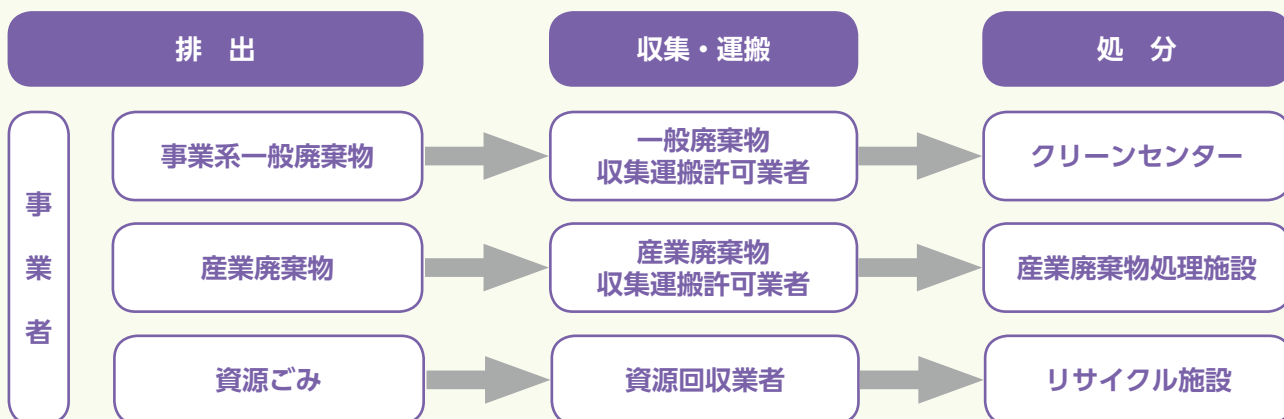 排　出
収集・運搬
処　分
事業者
事業系一般廃棄物
一般廃棄物
収集運搬許可業者
クリーンセンター
産業廃棄物
産業廃棄物
収集運搬許可業者
産業廃棄物処理施設
資源ごみ
資源回収業者
リサイクル施設